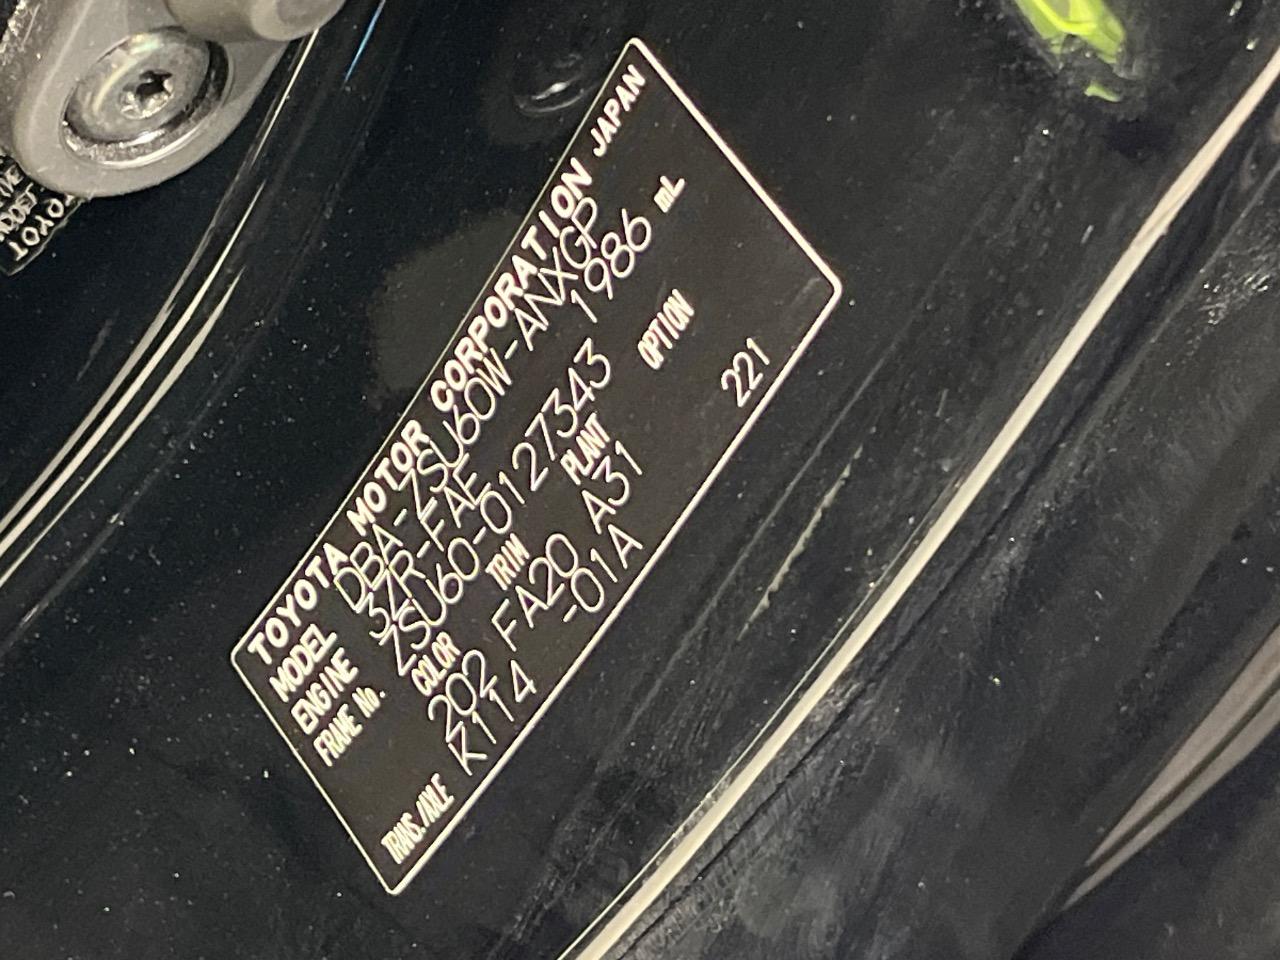 TOYOTA MOTOR CORPORATION JAPAN
MODEL DBA-ZSU60W-ANXGP
ENGINE 3ZR-FAE 1986 mL
FRAME No. ZSU60-0127343
COLOR TRIM PLANT OPTION
202 FA20 A31
TRANS./AXLE K114 -01A 221
TOYOT